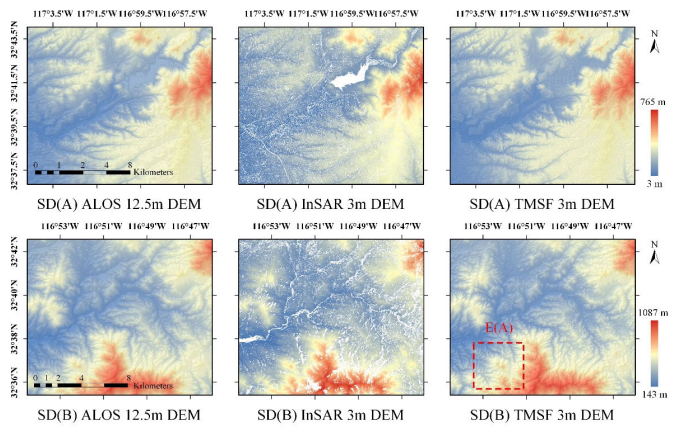 117°3.5'W 117°1.5'W 116°59.5'W 116°57.5'W
117°3.5'W 117°1.5'W 116°59.5'W 116°57.5'W
117°3.5'W 117°1.5'W 116°59.5'W 116°57.5'W
32°43.5'N
32°41.5'N
32°39.5'N
32°37.5'N
0 1 2 4 6 8
Kilometers
N
765 m
3 m
SD(A) ALOS 12.5m DEM
SD(A) InSAR 3m DEM
SD(A) TMSF 3m DEM
116°53'W 116°51'W 116°49'W 116°47'W
116°53'W 116°51'W 116°49'W 116°47'W
116°53'W 116°51'W 116°49'W 116°47'W
32°42'N
32°40'N
32°38'N
32°36'N
0 1 2 4 6 8
Kilometers
E(A)
N
1087 m
143 m
SD(B) ALOS 12.5m DEM
SD(B) InSAR 3m DEM
SD(B) TMSF 3m DEM